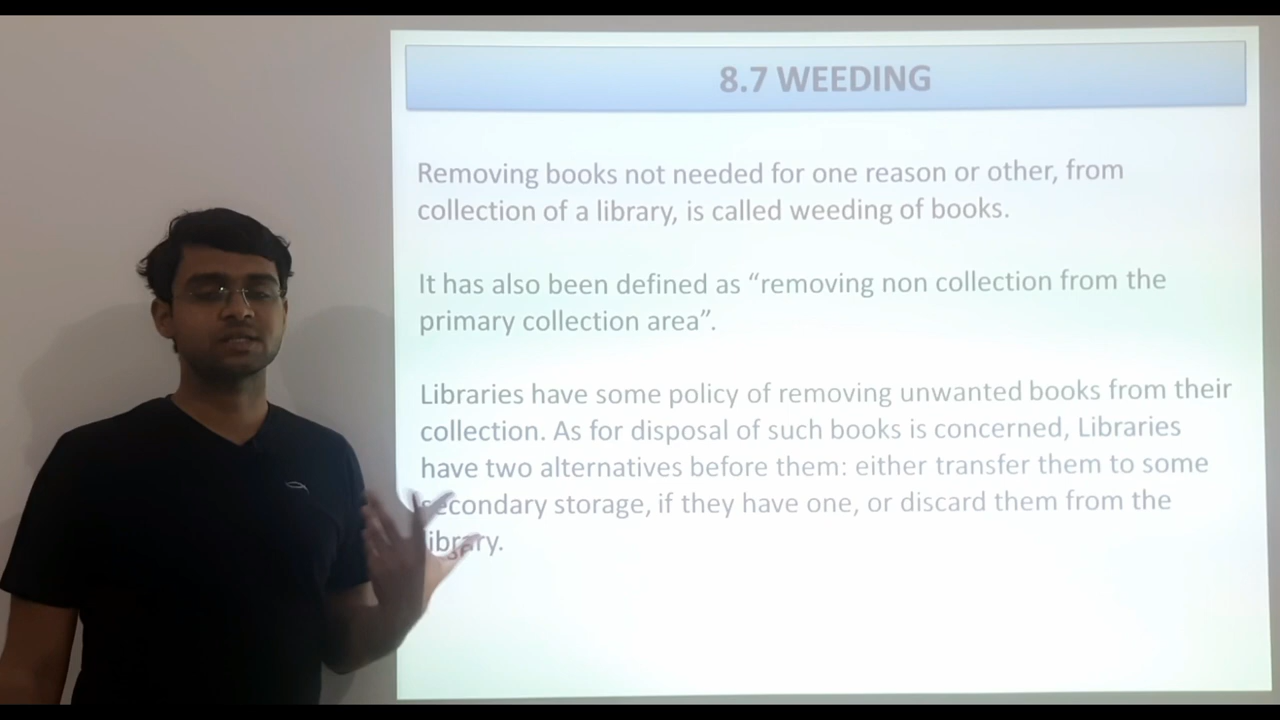 8.7 WEEDING
Removing books not needed for one reason or other, from
collection of a library, is called weeding of books.
It has also been defined as “removing non collection from the
primary collection area”.
Libraries have some policy of removing unwanted books from their
collection. As for disposal of such books is concerned, Libraries
have two alternatives before them: either transfer them to some
secondary storage, if they have one, or discard them from the
library.